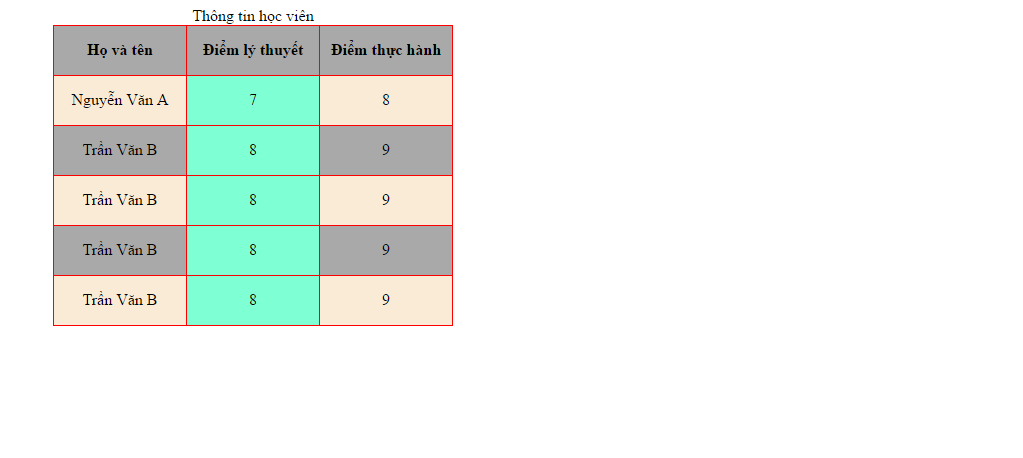 Thông tin học viên
Họ và tên Điểm lý thuyết Điểm thực hành
Nguyễn Văn A 7 8
Trần Văn B 8 9
Trần Văn B 8 9
Trần Văn B 8 9
Trần Văn B 8 9